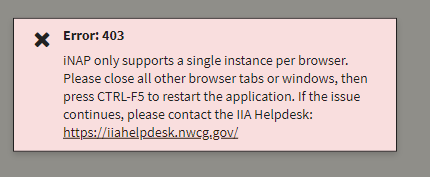 Error: 403
iNAP only supports a single instance per browser.
Please close all other browser tabs or windows, then
press CTRL-F5 to restart the application. If the issue
continues, please contact the IIA Helpdesk:
https://iiahelpdesk.nwcg.gov/